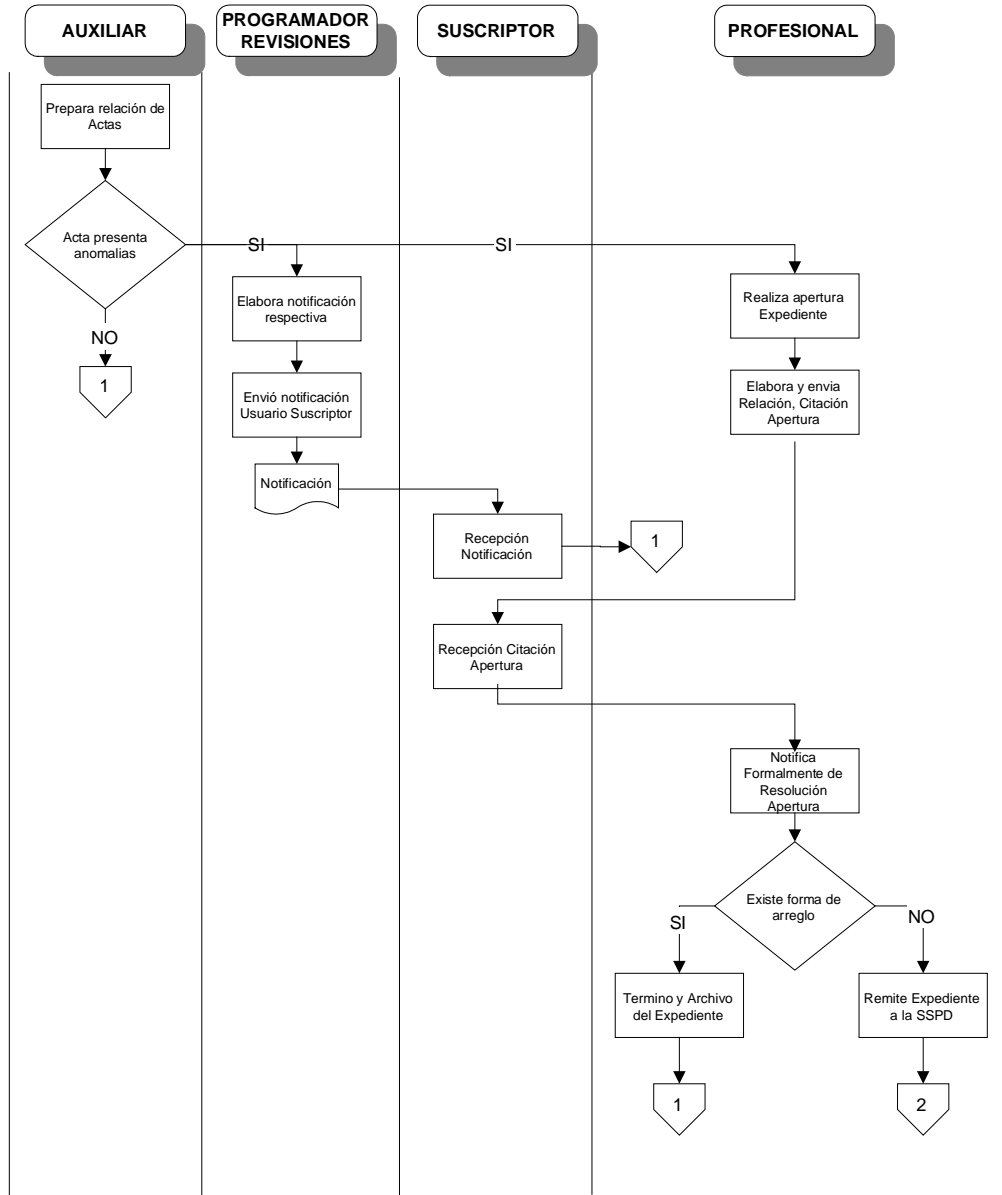 AUXILIAR
PROGRAMADOR
REVISIONES
SUSCRIPTOR
PROFESIONAL
Prepara relación de
Actas
Acta presenta
anomalias
SI
SI
NO
1
Elabora notificación
respectiva
Realiza apertura
Expediente
Envió notificación
Usuario Suscriptor
Elabora y envia
Relación, Citación
Apertura
Notificación
Recepción
Notificación
1
Recepción Citación
Apertura
Notifica
Formalmente de
Resolución
Apertura
Existe forma de
arreglo
SI
NO
Termino y Archivo
del Expediente
Remite Expediente
a la SSPD
1
2